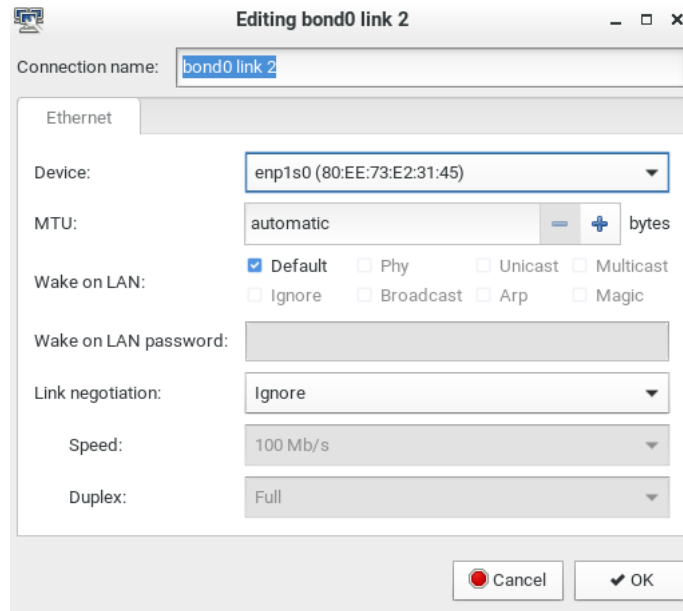 Editing bond0 link 2
Connection name: bond0 link 2
Ethernet
Device: enp1s0 (80:EE:73:E2:31:45)
MTU: automatic bytes
Wake on LAN: Default Phy Unicast Multicast
Ignore Broadcast Arp Magic
Wake on LAN password:
Link negotiation: Ignore
Speed: 100 Mb/s
Duplex: Full
Cancel OK